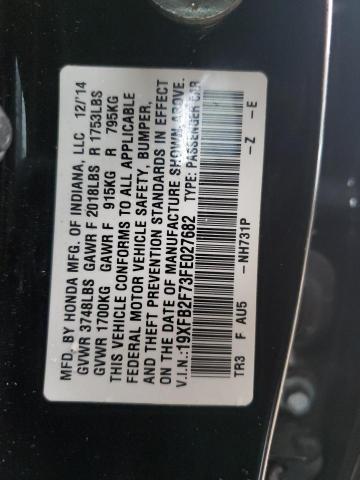 MFD. BY HONDA MFG. OF INDIANA, LLC 12/'14
GVWR 3748LBS GAWR F 2018LBS R 1753LBS
GVWR 1700KG GAWR F 915KG R 795KG
THIS VEHICLE CONFORMS TO ALL APPLICABLE
FEDERAL MOTOR VEHICLE SAFETY, BUMPER,
AND THEFT PREVENTION STANDARDS IN EFFECT
ON THE DATE OF MANUFACTURE SHOWN ABOVE.
V.I.N.:19XFB2F73FE027682 TYPE: PASSENGER CAR
TR3 F AU5 -NH731P -Z -E